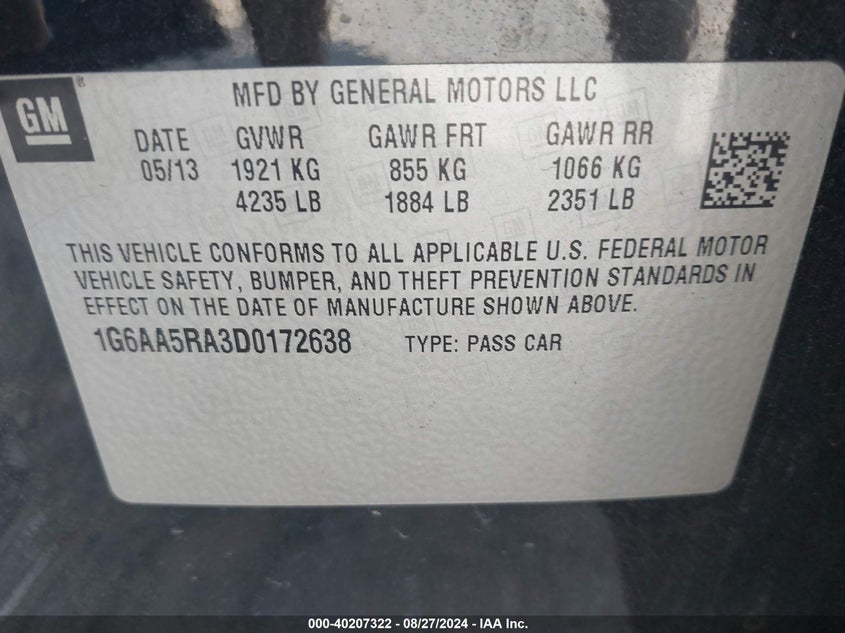 GM®
MFD BY GENERAL MOTORS LLC
DATE GVWR GAWR FRT GAWR RR
05/13 1921 KG 855 KG 1066 KG
4235 LB 1884 LB 2351 LB
THIS VEHICLE CONFORMS TO ALL APPLICABLE U.S. FEDERAL MOTOR
VEHICLE SAFETY, BUMPER, AND THEFT PREVENTION STANDARDS IN
EFFECT ON THE DATE OF MANUFACTURE SHOWN ABOVE.
1G6AA5RA3D0172638 TYPE: PASS CAR
000-40207322 - 08/27/2024 - IAA Inc.